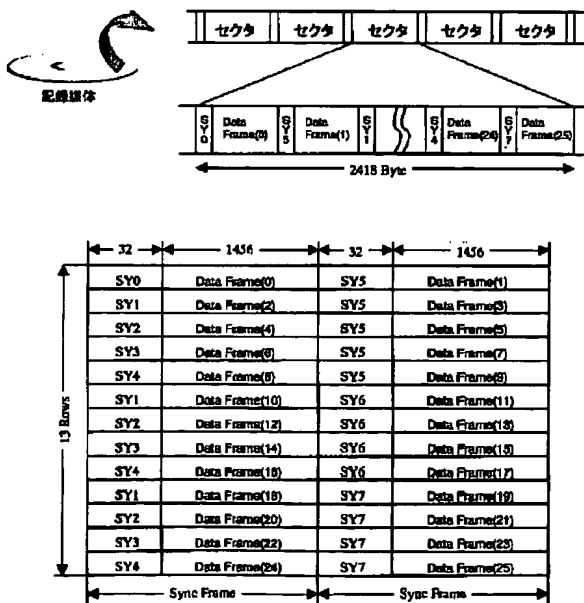 セクタ セクタ セクタ セクタ セクタ
記録媒体
SY0 Data Frame(0) SY5 Data Frame(1) SY1 SY4 Data Frame(24) SY7 Data Frame(25)
2418 Byte
32 1456 32 1456
13 Rows
SY0 Data Frame(0) SY5 Data Frame(1)
SY1 Data Frame(2) SY5 Data Frame(3)
SY2 Data Frame(4) SY5 Data Frame(5)
SY3 Data Frame(6) SY5 Data Frame(7)
SY4 Data Frame(8) SY5 Data Frame(9)
SY1 Data Frame(10) SY6 Data Frame(11)
SY2 Data Frame(12) SY6 Data Frame(13)
SY3 Data Frame(14) SY6 Data Frame(15)
SY4 Data Frame(16) SY6 Data Frame(17)
SY1 Data Frame(18) SY7 Data Frame(19)
SY2 Data Frame(20) SY7 Data Frame(21)
SY3 Data Frame(22) SY7 Data Frame(23)
SY4 Data Frame(24) SY7 Data Frame(25)
Sync Frame Sync Frame